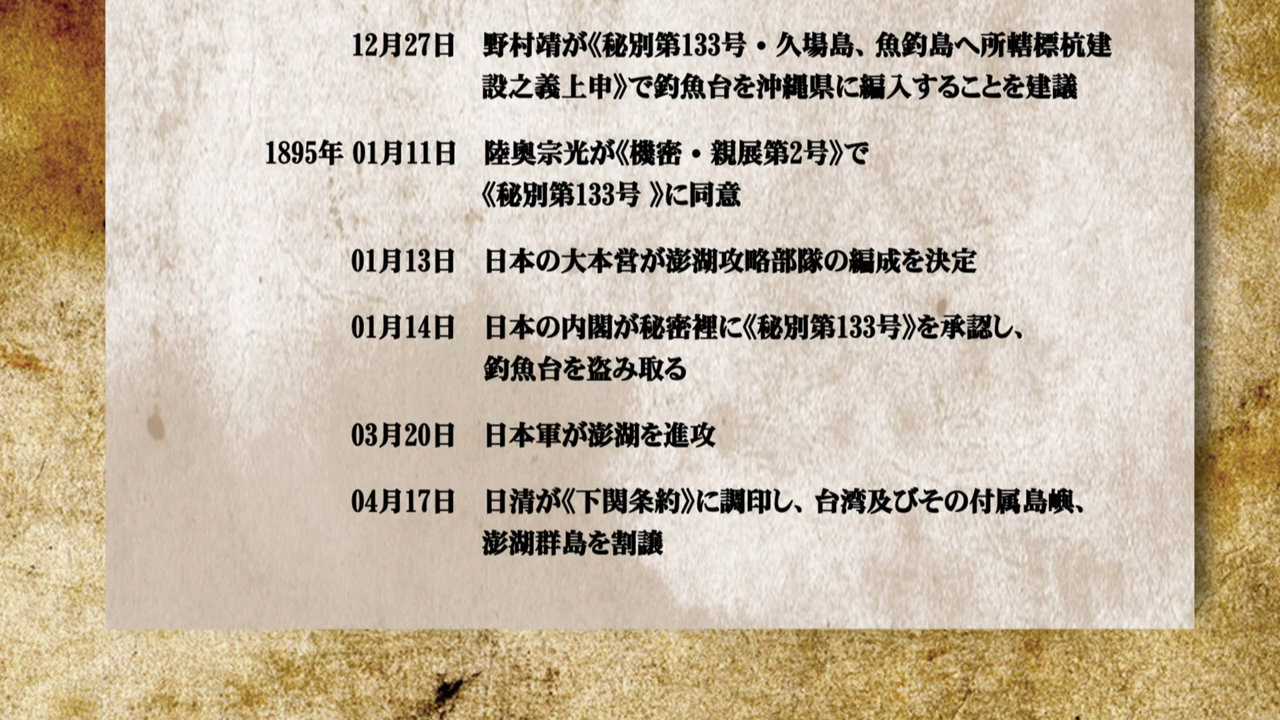 12月27日 野村靖が《秘別第133号・久場島、魚釣島へ所轄標杭建
設之義上申》で釣魚台を沖縄県に編入することを建議
1895年 01月11日 陸奥宗光が《機密・親展第2号》で
《秘別第133号 》に同意
01月13日 日本の大本営が澎湖攻略部隊の編成を決定
01月14日 日本の内閣が秘密裡に《秘別第133号》を承認し、
釣魚台を盗み取る
03月20日 日本軍が澎湖を進攻
04月17日 日清が《下関条約》に調印し、台湾及びその付属島嶼、
澎湖群島を割譲